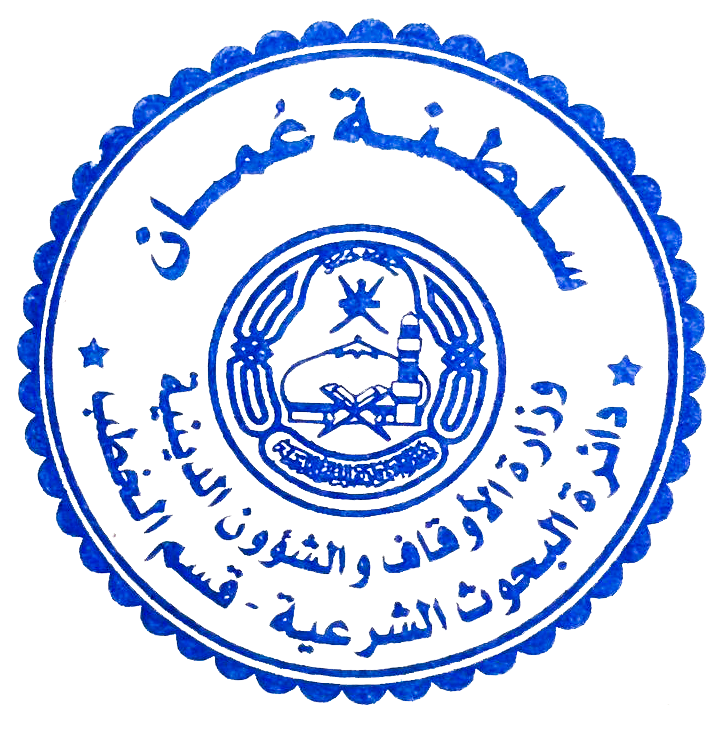 سلطنة عُمان
وزارة الأوقاف والشؤون الدينية
دائرة البحوث الشرعية - قسم الخطب